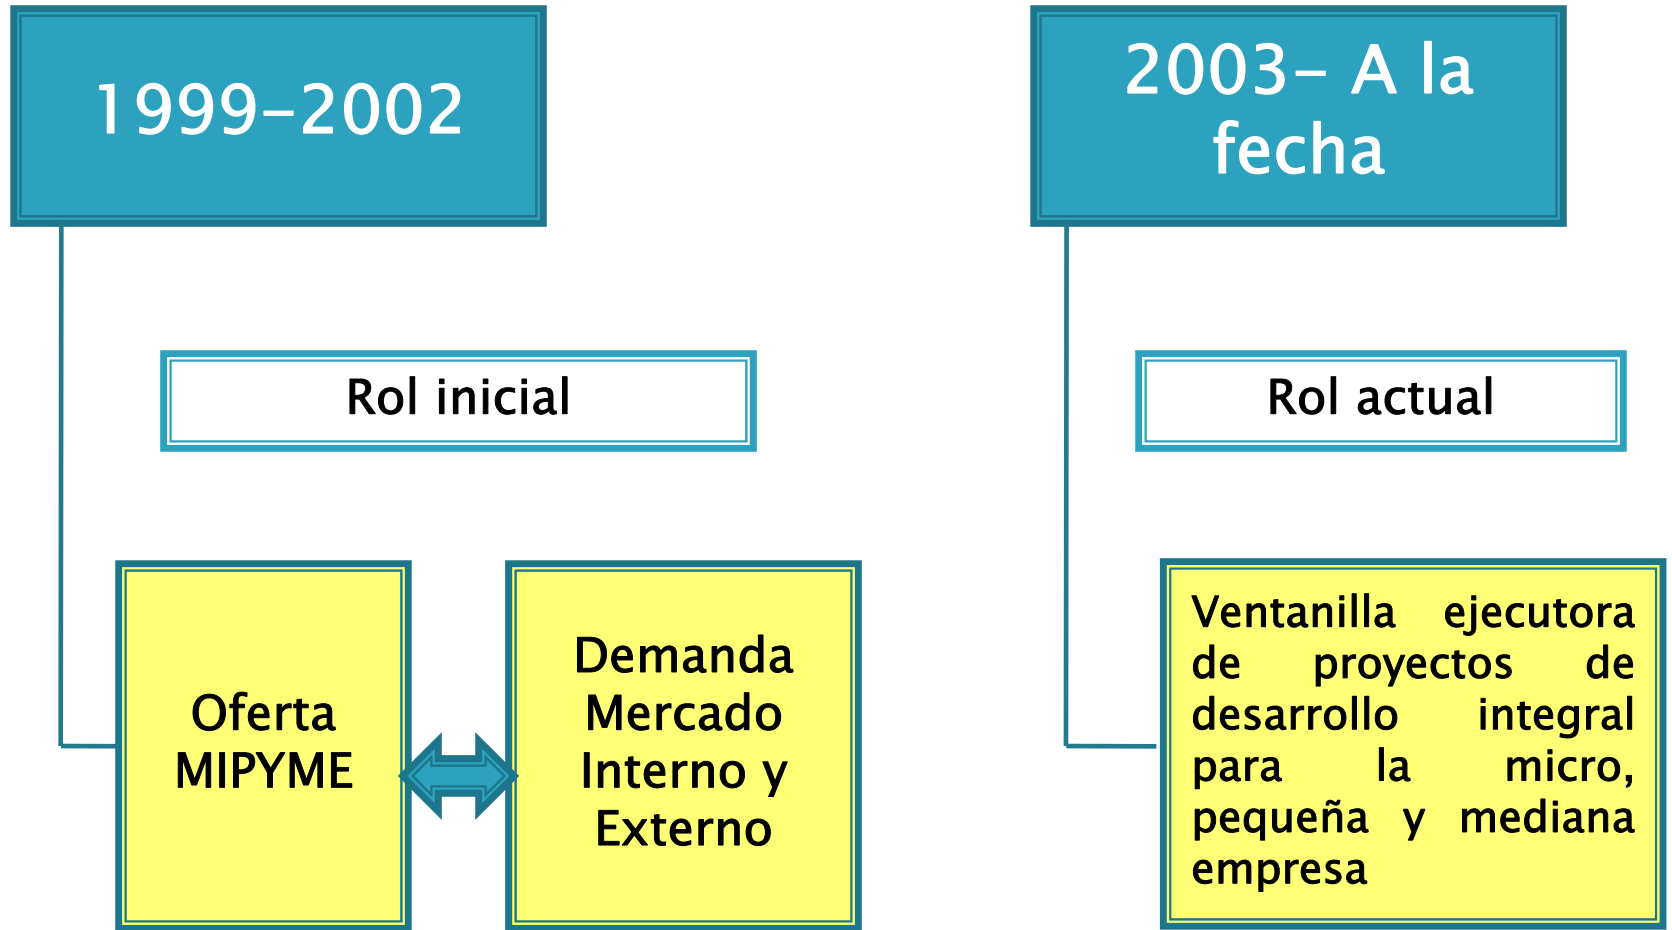 1999-2002
Rol inicial
Oferta
MIPYME
Demanda
Mercado
Interno y
Externo
2003- A la
fecha
Rol actual
Ventanilla ejecutora
de proyectos de
desarrollo integral
para la micro,
pequeña y mediana
empresa